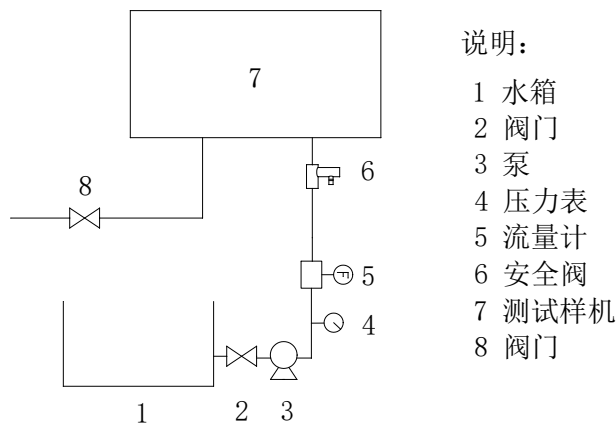 7
说明:
1 水箱
2 阀门
3 泵
4 压力表
5 流量计
6 安全阀
7 测试样机
8 阀门
6
8
F
5
4
1
2
3